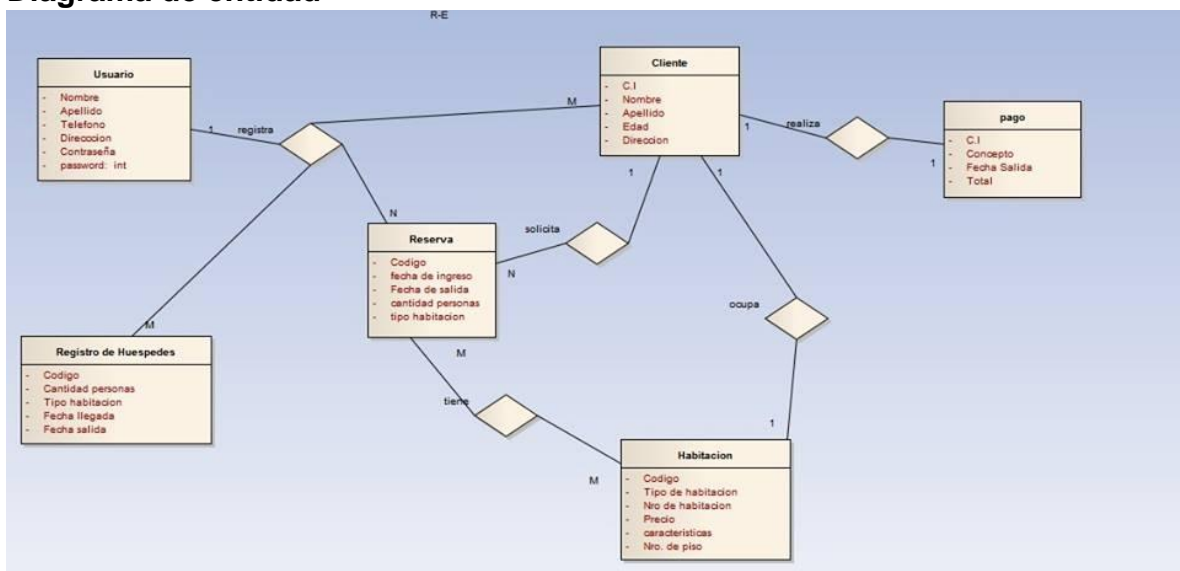 Diagrama de entidad
R-E
Usuario
- Nombre
- Apellido
- Telefono
- Direcccion
- Contraseña
- password: int
1
registra
M
N
M
Cliente
- C.I
- Nombre
- Apellido
- Edad
- Direccion
1
realiza
1
pago
- C.I
- Concepto
- Fecha Salida
- Total
1
solicita
N
1
ocupa
1
Reserva
- Codigo
- fecha de ingreso
- Fecha de salida
- cantidad personas
- tipo habitacion
M
tiene
M
Registro de Huespedes
- Codigo
- Cantidad personas
- Tipo habitacion
- Fecha llegada
- Fecha salida
Habitacion
- Codigo
- Tipo de habitacion
- Nro de habitacion
- Precio
- caracteristicas
- Nro. de piso